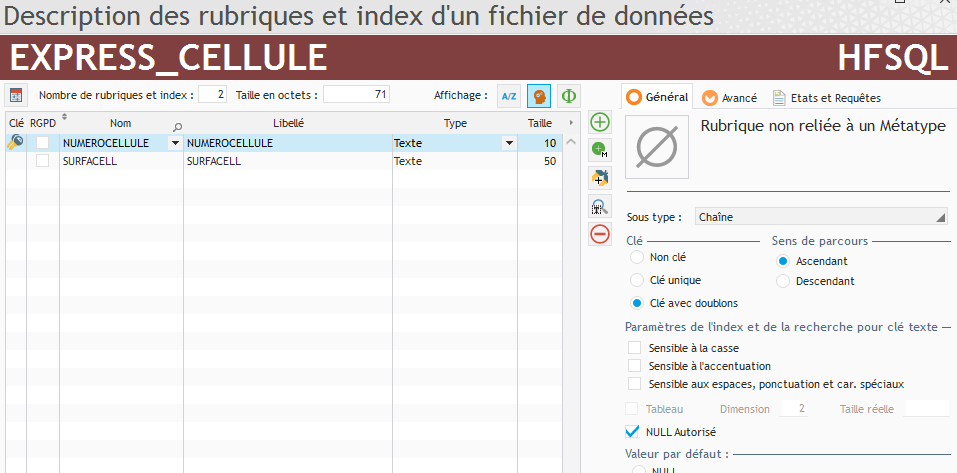 Description des rubriques et index d'un fichier de données
EXPRESS_CELLULE HFSQL
Nombre de rubriques et index : 2 Taille en octets : 71 Affichage : A/Z
Clé RGPD Nom Libellé Type Taille
NUMEROCELLULE NUMEROCELLULE Texte 10
SURFACELL SURFACELL Texte 50
M
Général Avancé Etats et Requêtes
Rubrique non reliée à un Métatype
Sous type : Chaîne
Clé Sens de parcours
Non clé Ascendant
Clé unique Descendant
Clé avec doublons
Paramètres de l'index et de la recherche pour clé texte
Sensible à la casse
Sensible à l'accentuation
Sensible aux espaces, ponctuation et car. spéciaux
Tableau Dimension 2 Taille réelle
NULL Autorisé
Valeur par défaut :
NULL